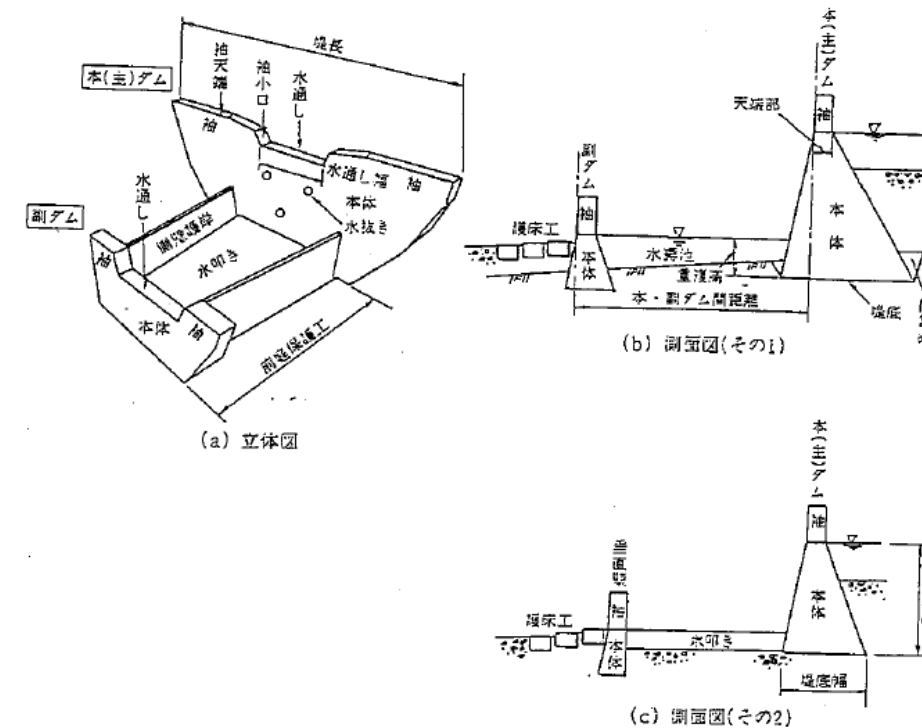 堤長
本(主)ダム
袖天端
袖小口
水通し
袖
水通し幅
袖
本体
水抜き
水通し
副ダム
側壁護岸
水叩き
袖
本体
袖
前庭保護工
(a) 立体図
本(主)ダム
天端部
袖
副ダム
袖
護床工
本体
水褥池
重複高
本体
本・副ダム間距離
堤底
(b) 側面図(その1)
本(主)ダム
袖
垂直壁
袖
本体
護床工
水叩き
本体
堤底幅
(c) 側面図(その2)